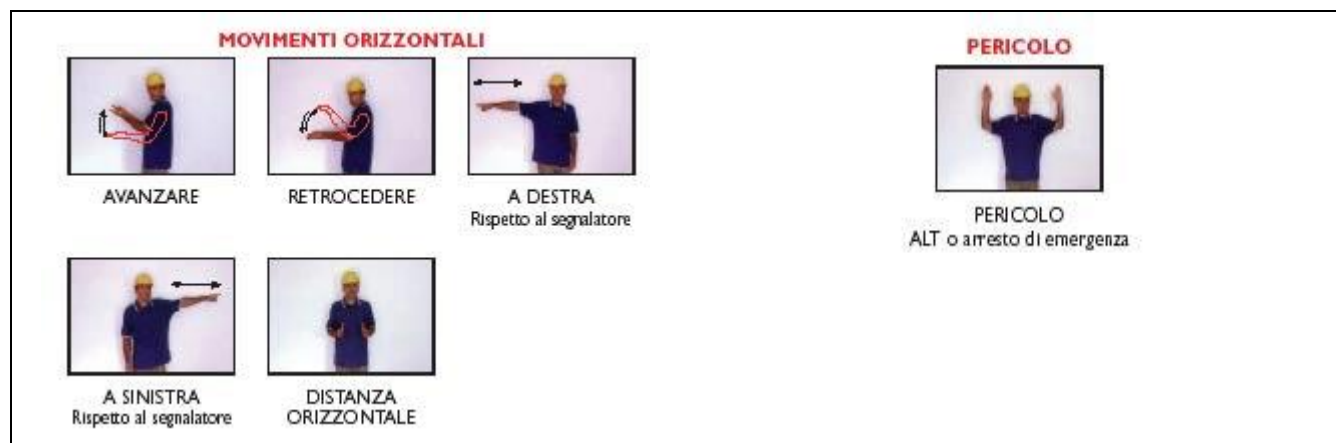 MOVIMENTI ORIZZONTALI
AVANZARE
RETROCEDERE
A DESTRA
Rispetto al segnalatore
A SINISTRA
Rispetto al segnalatore
DISTANZA
ORIZZONTALE
PERICOLO
PERICOLO
ALT o arresto di emergenza